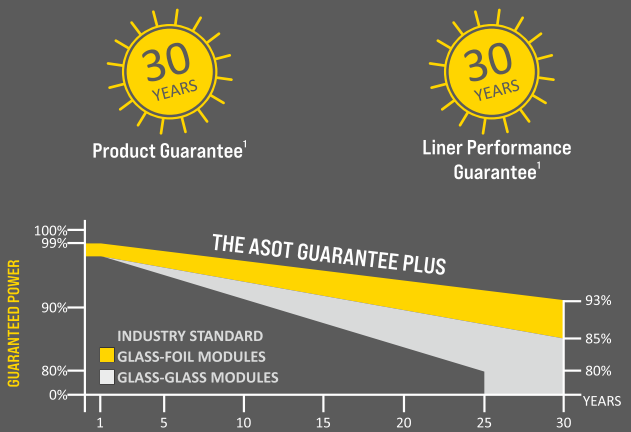 30
YEARS
30
YEARS
Product Guarantee¹
Liner Performance
Guarantee¹
THE ASOT GUARANTEE PLUS
GUARANTEED POWER
100%
99%
90%
80%
0%
INDUSTRY STANDARD
GLASS-FOIL MODULES
GLASS-GLASS MODULES
93%
85%
80%
YEARS
1 5 10 15 20 25 30